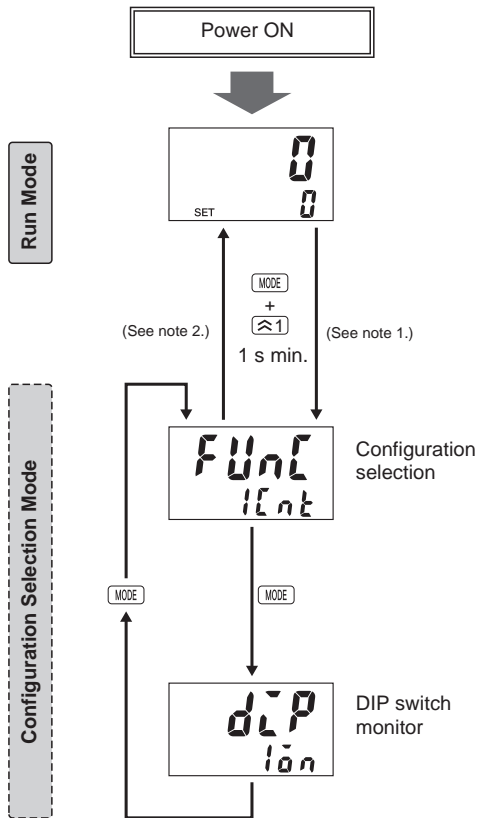 Power ON
Run Mode
0
SET 0
MODE
+
1
(See note 2.)
(See note 1.)
1 s min.
Configuration Selection Mode
FUnC
1Cnt
Configuration
selection
MODE
MODE
diP
1on
DIP switch
monitor